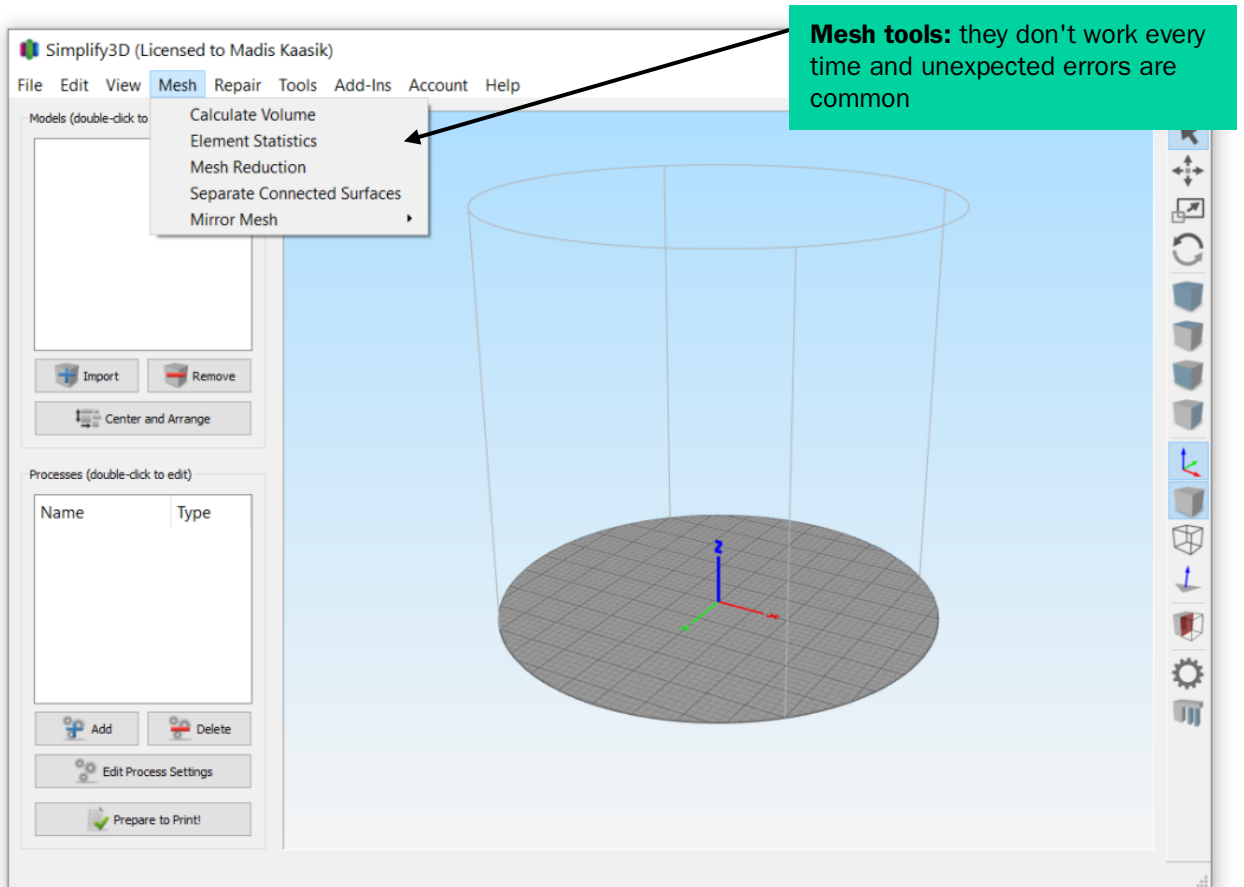 Mesh tools: they don't work every
time and unexpected errors are
common
Simplify3D (Licensed to Madis Kaasik)
File Edit View Mesh Repair Tools Add-Ins Account Help
Models (double-click to
Calculate Volume
Element Statistics
Mesh Reduction
Separate Connected Surfaces
Mirror Mesh
Import Remove
Center and Arrange
Processes (double-click to edit)
Name Type
Add Delete
Edit Process Settings
Prepare to Print!
Z